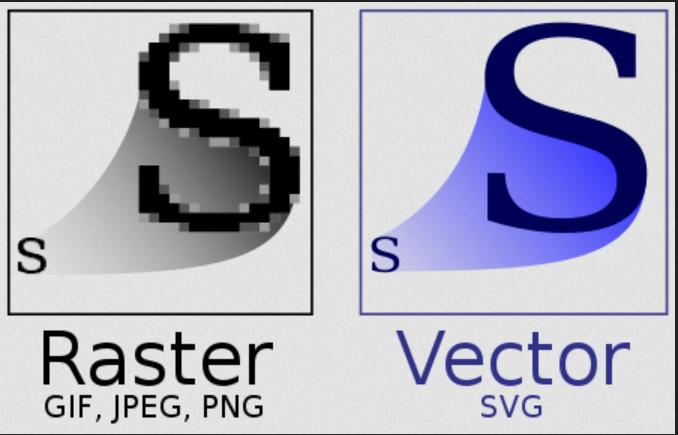 S
S
Raster
GIF, JPEG, PNG
S
S
Vector
SVG